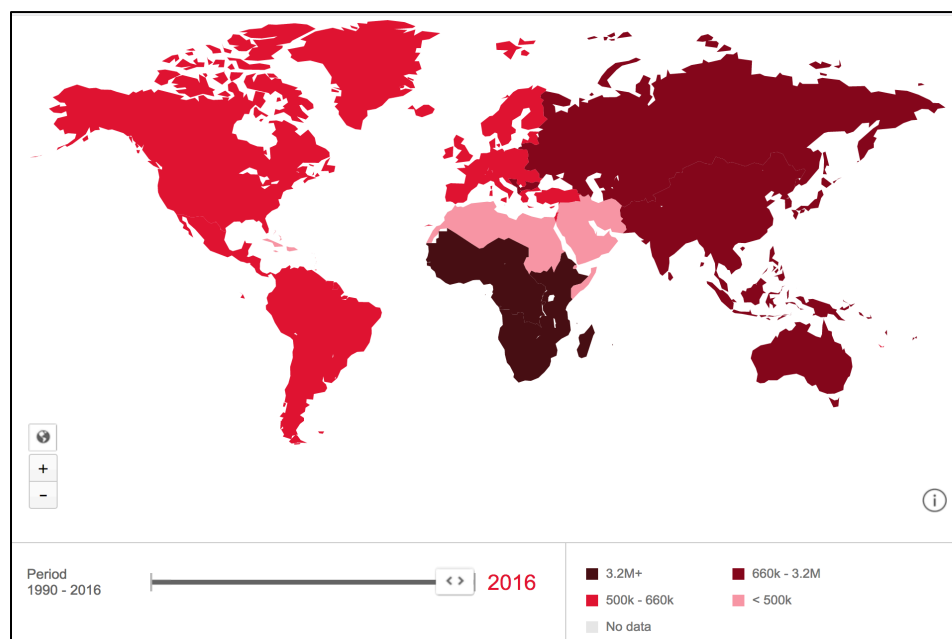 +
−
i
Period
1990 - 2016
2016
3.2M+
660k - 3.2M
500k - 660k
< 500k
No data